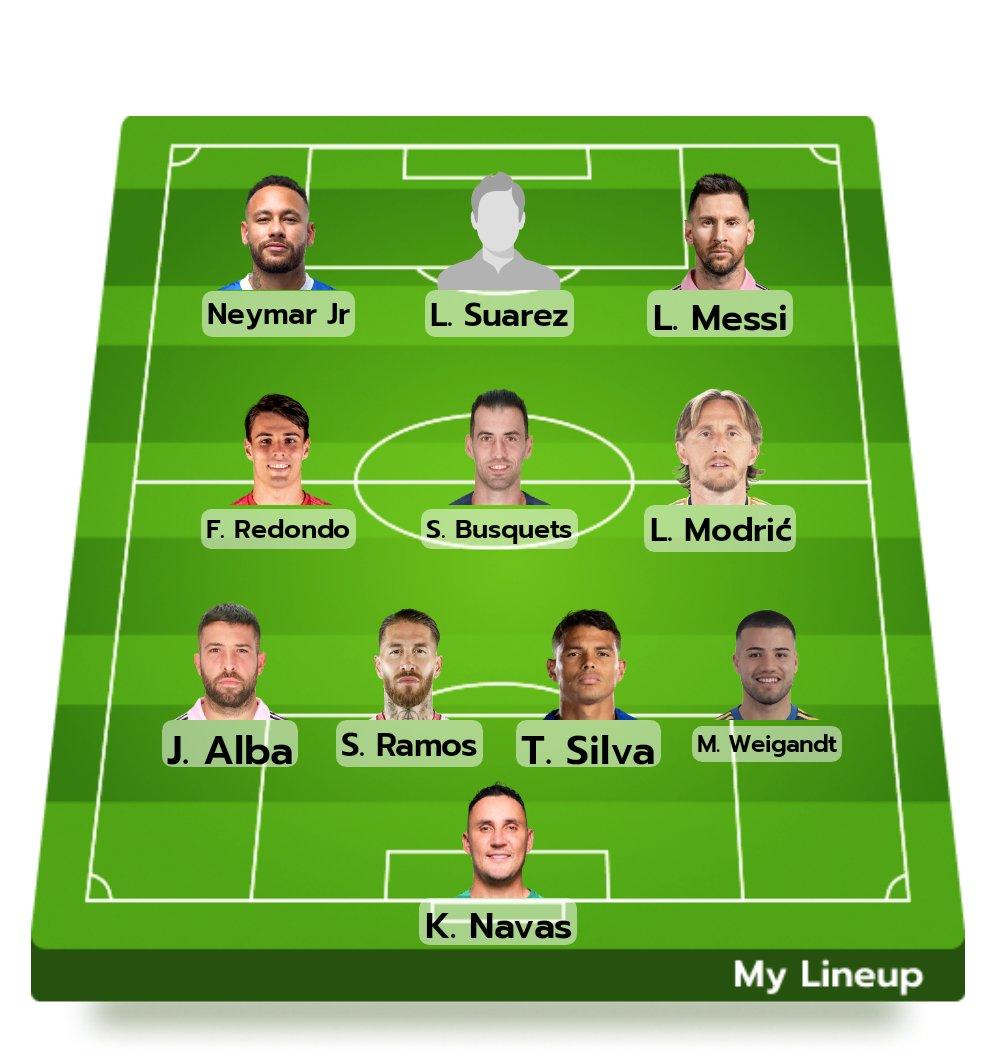 Neymar Jr
L. Suarez
L. Messi
F. Redondo
S. Busquets
L. Modrić
J. Alba
S. Ramos
T. Silva
M. Weigandt
K. Navas
My Lineup